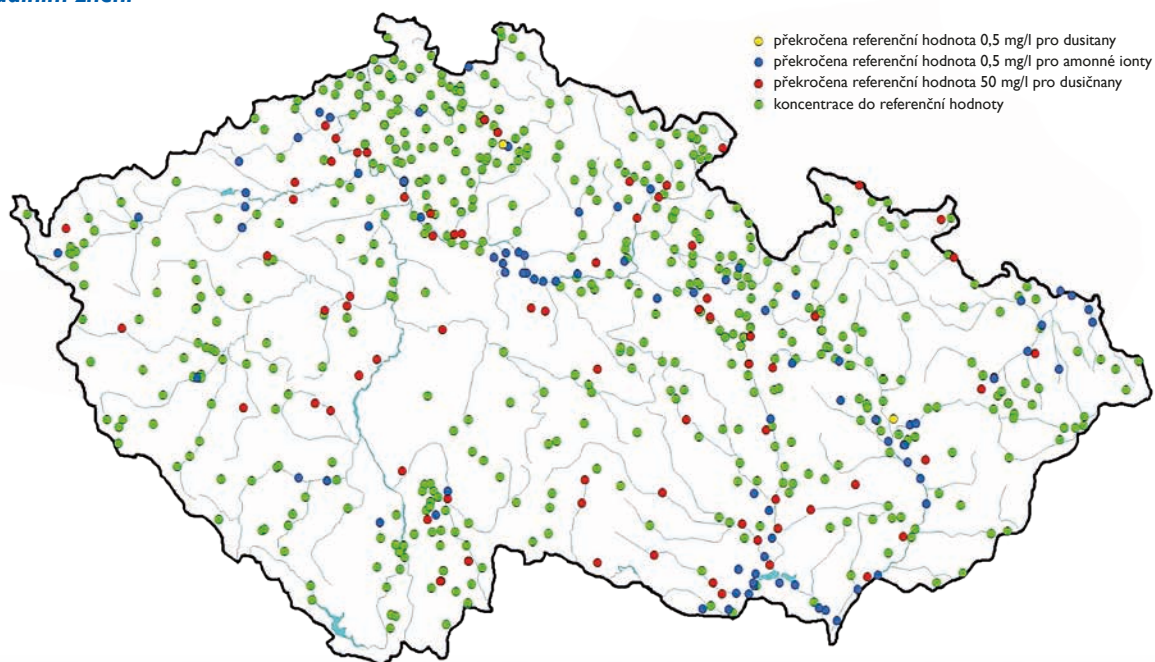 překročena referenční hodnota 0,5 mg/l pro dusitany
překročena referenční hodnota 0,5 mg/l pro amonné ionty
překročena referenční hodnota 50 mg/l pro dusičnany
koncentrace do referenční hodnoty